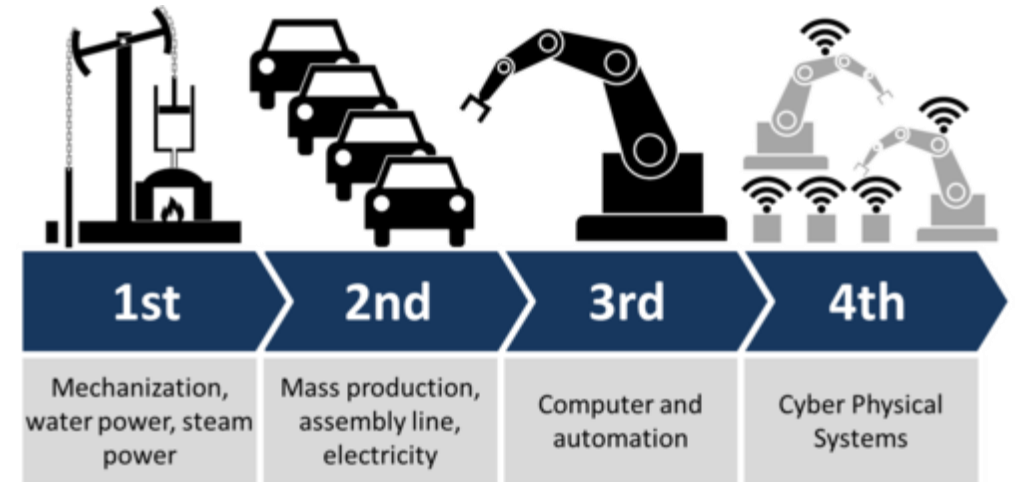 1st
2nd
3rd
4th
Mechanization,
water power, steam
power
Mass production,
assembly line,
electricity
Computer and
automation
Cyber Physical
Systems